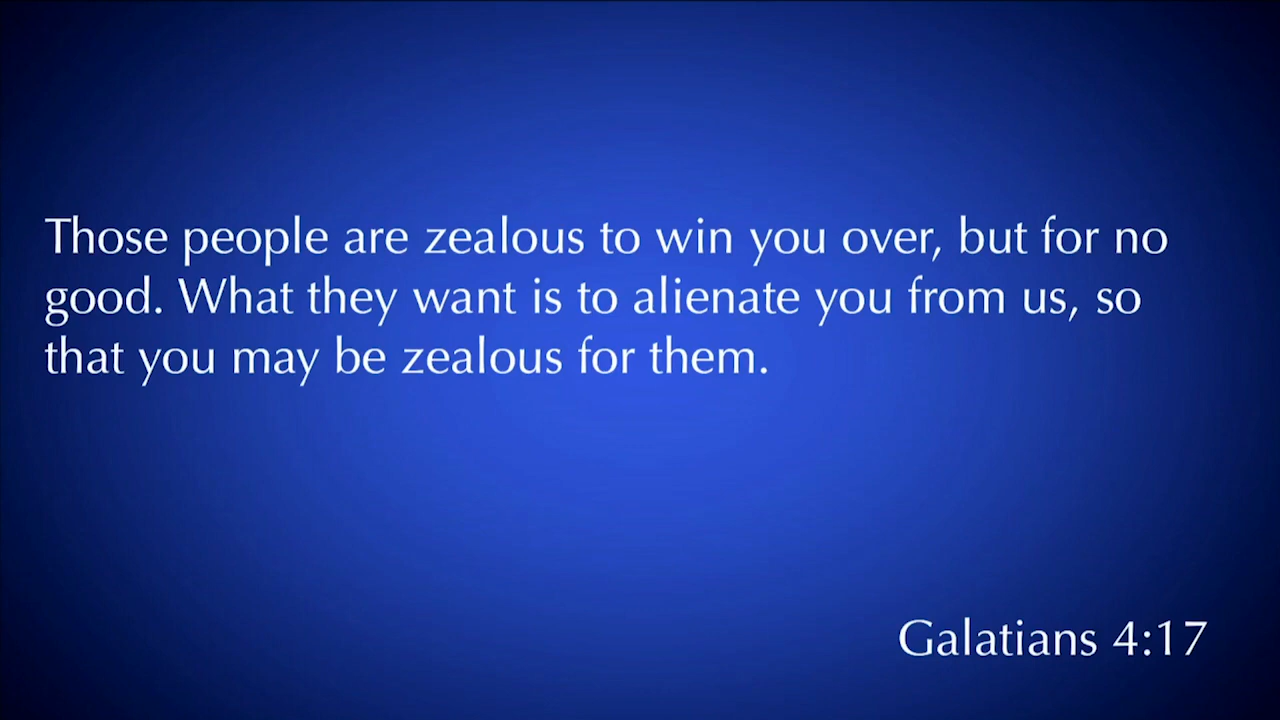 Those people are zealous to win you over, but for no
good. What they want is to alienate you from us, so
that you may be zealous for them.
Galatians 4:17